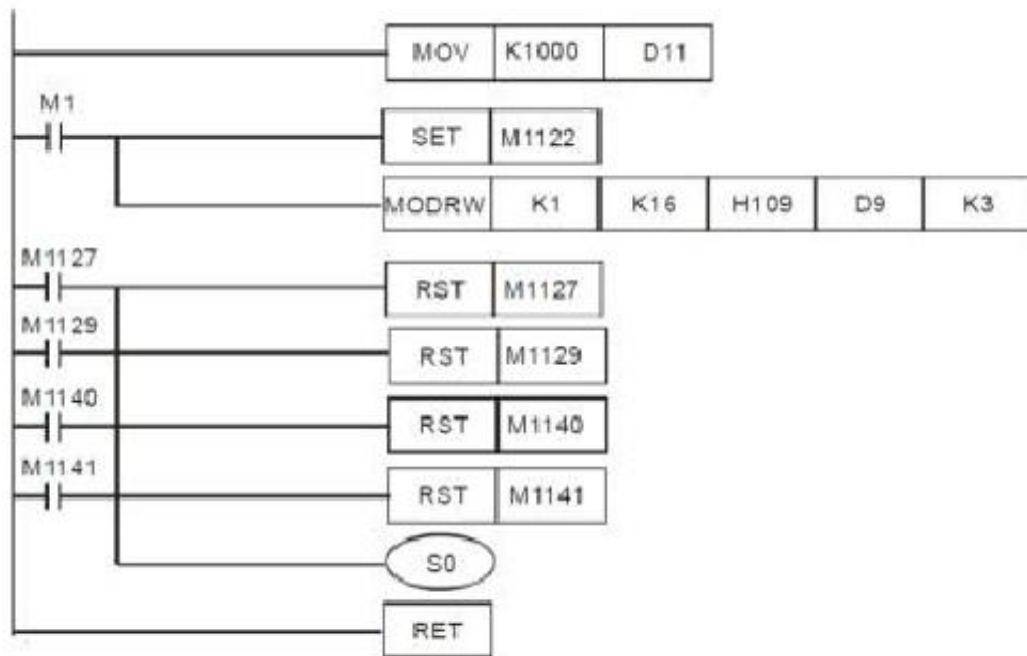 MOV K1000 D11
M1
SET M1122
MODRW K1 K16 H109 D9 K3
M1127
RST M1127
M1129
RST M1129
M1140
RST M1140
M1141
RST M1141
S0
RET